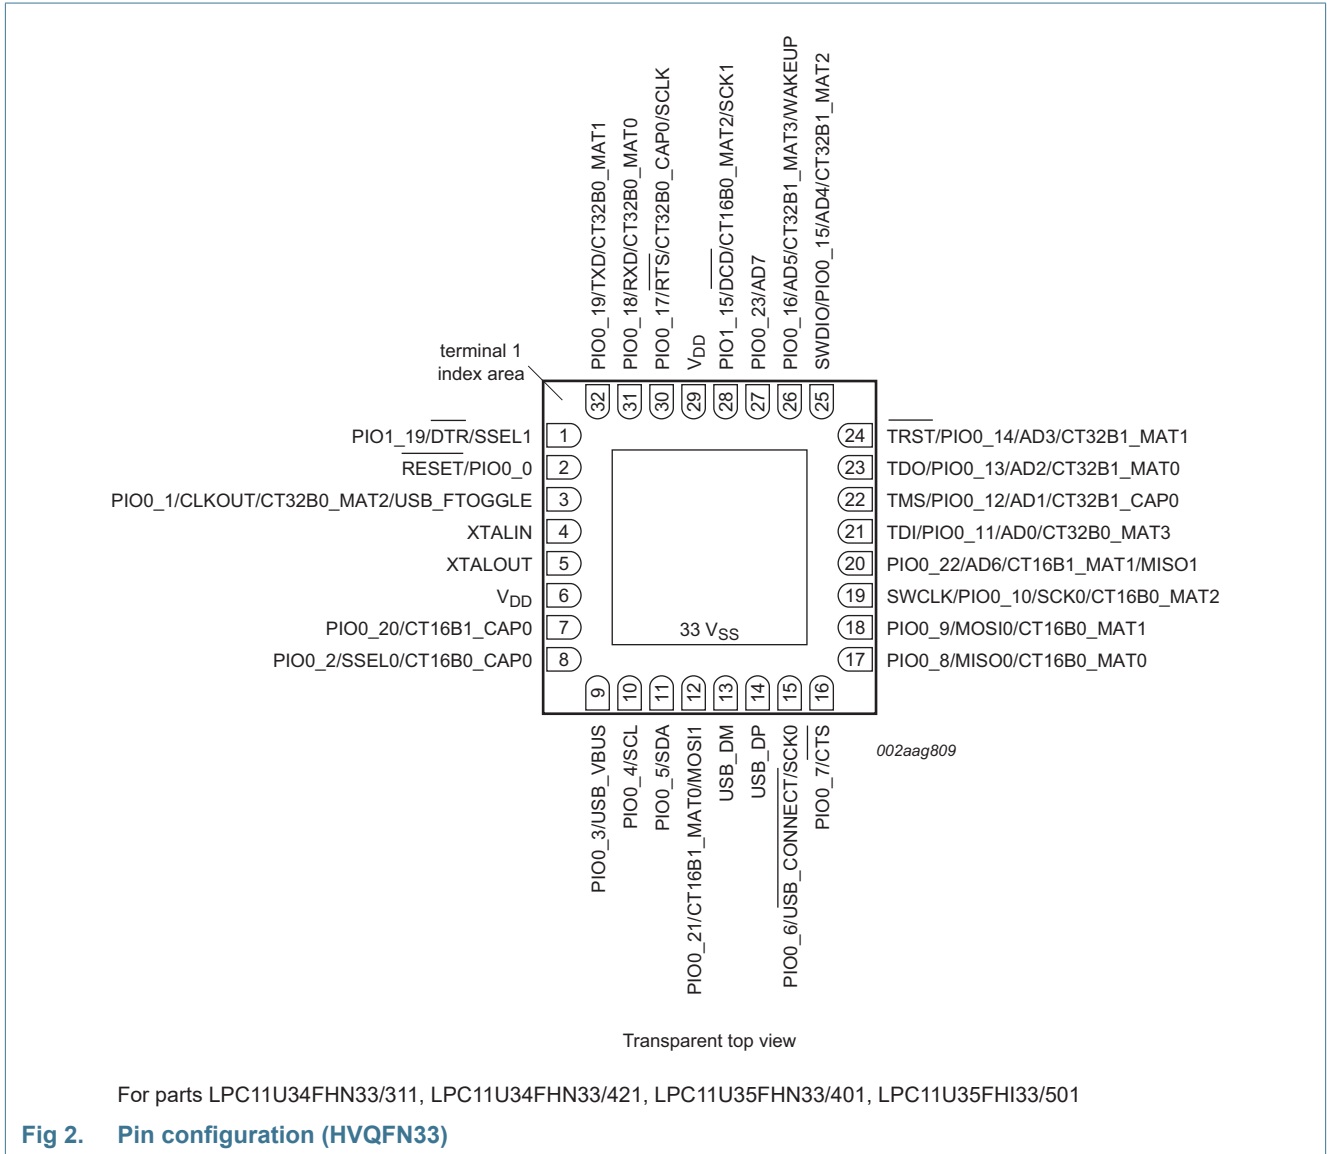 PIO0_19/TXD/CT32B0_MAT1
PIO0_18/RXD/CT32B0_MAT0
PIO0_17/RTS/CT32B0_CAP0/SCLK
VDD
PIO1_15/DCD/CT16B0_MAT2/SCK1
PIO0_23/AD7
PIO0_16/AD5/CT32B1_MAT3/WAKEUP
SWDIO/PIO0_15/AD4/CT32B1_MAT2
terminal 1
index area
32 31 30 29 28 27 26 25
PIO1_19/DTR/SSEL1 1
RESET/PIO0_0 2
PIO0_1/CLKOUT/CT32B0_MAT2/USB_FTOGGLE 3
XTALIN 4
XTALOUT 5
VDD 6
PIO0_20/CT16B1_CAP0 7
PIO0_2/SSEL0/CT16B0_CAP0 8
24 TRST/PIO0_14/AD3/CT32B1_MAT1
23 TDO/PIO0_13/AD2/CT32B1_MAT0
22 TMS/PIO0_12/AD1/CT32B1_CAP0
21 TDI/PIO0_11/AD0/CT32B0_MAT3
20 PIO0_22/AD6/CT16B1_MAT1/MISO1
19 SWCLK/PIO0_10/SCK0/CT16B0_MAT2
18 PIO0_9/MOSI0/CT16B0_MAT1
17 PIO0_8/MISO0/CT16B0_MAT0
33 VSS
9 10 11 12 13 14 15 16
PIO0_3/USB_VBUS
PIO0_4/SCL
PIO0_5/SDA
PIO0_21/CT16B1_MAT0/MOSI1
USB_DM
USB_DP
PIO0_6/USB_CONNECT/SCK0
PIO0_7/CTS
002aag809
Transparent top view
For parts LPC11U34FHN33/311, LPC11U34FHN33/421, LPC11U35FHN33/401, LPC11U35FHI33/501
Fig 2. Pin configuration (HVQFN33)